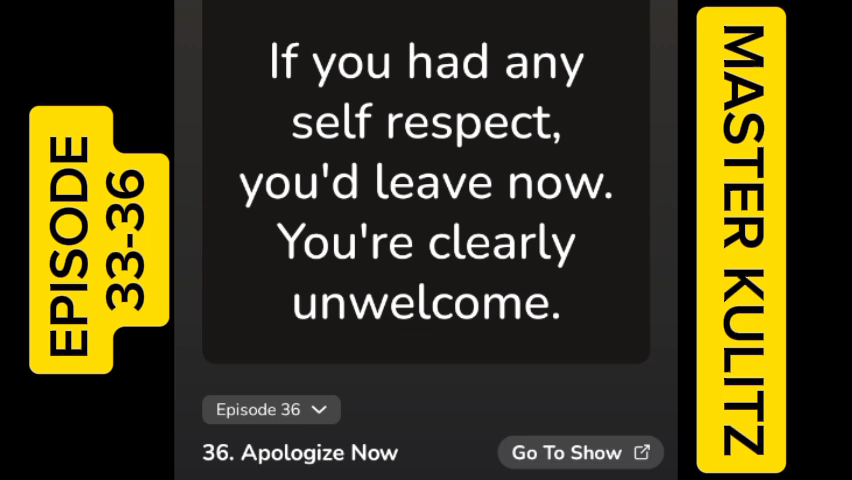 EPISODE
33-36
If you had any
self respect,
you'd leave now.
You're clearly
unwelcome.
Episode 36
36. Apologize Now
Go To Show
MASTER KULITZ